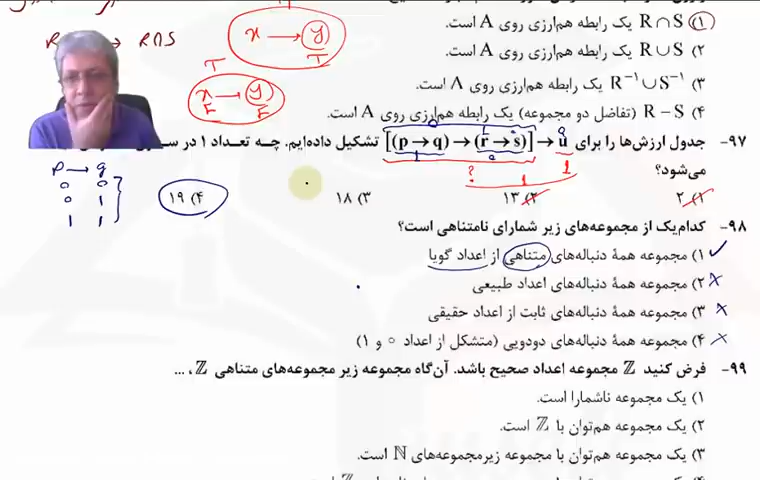 R∩S
x → y
T
T
x → y
F F
۱) R ∩ S یک رابطه هم‌ارزی روی A است.
۲) R ∪ S یک رابطه هم‌ارزی روی A است.
۳) R⁻¹ ∪ S⁻¹ یک رابطه هم‌ارزی روی A است.
۴) R − S (تفاضل دو مجموعه) یک رابطه هم‌ارزی روی A است.
۹۷- جدول ارزش‌ها را برای [(p → q) → (r → s)] → u تشکیل داده‌ایم. چه تعداد ۱ در
می‌شود؟
۱) ۲ ۲) ۱۳ ۳) ۱۸ ۴) ۱۹
p → q
0 0
0 1
1 1
? 1 1
۹۸- کدام‌یک از مجموعه‌های زیر شمارای نامتناهی است؟
۱) مجموعه همهٔ دنباله‌های متناهی از اعداد گویا
۲) مجموعه همهٔ دنباله‌های اعداد طبیعی
۳) مجموعه همهٔ دنباله‌های ثابت از اعداد حقیقی
۴) مجموعه همهٔ دنباله‌های دودویی (متشکل از اعداد ۰ و ۱)
۹۹- فرض کنید ℤ مجموعه اعداد صحیح باشد. آن‌گاه مجموعه زیر مجموعه‌های متناهی ℤ، ...
۱) یک مجموعه ناشمارا است.
۲) یک مجموعه هم‌توان با ℤ است.
۳) یک مجموعه هم‌توان با مجموعه زیرمجموعه‌های ℕ است.